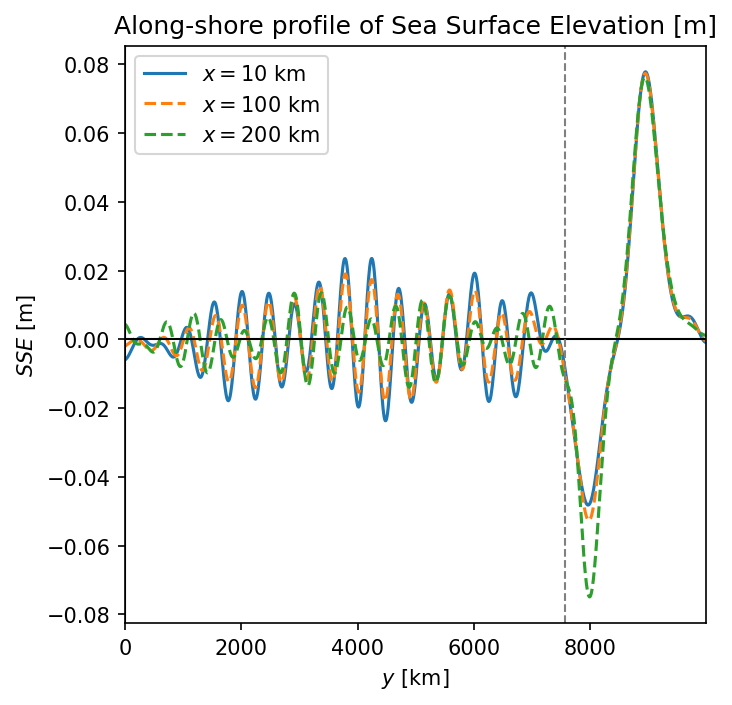 Along-shore profile of Sea Surface Elevation [m]
x = 10 km
x = 100 km
x = 200 km
0.08
0.06
0.04
0.02
0.00
−0.02
−0.04
−0.06
−0.08
SSE [m]
0 2000 4000 6000 8000
y [km]